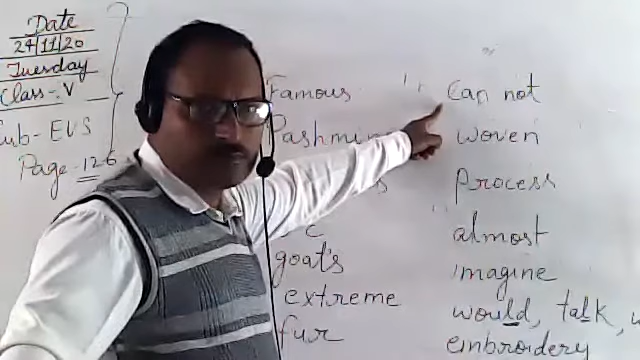 Date
24/11/20
Tuesday
Class - V
Sub- EVS
Page - 126
Famous
Pashmina
goat's
extreme
fur
Can not
woven
process
almost
imagine
would, talk,
embroidery